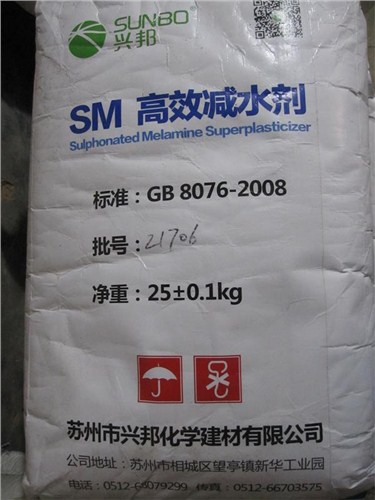 SUNBO®
兴邦
SM 高效减水剂
Sulphonated Melamine Superplasticizer
标准：GB 8076-2008
批号：21706
净重：25±0.1kg
苏州市兴邦化学建材有限公司
公司地址：苏州市相城区望亭镇新华工业园
电话：0512-66079299 传真：0512-66703575